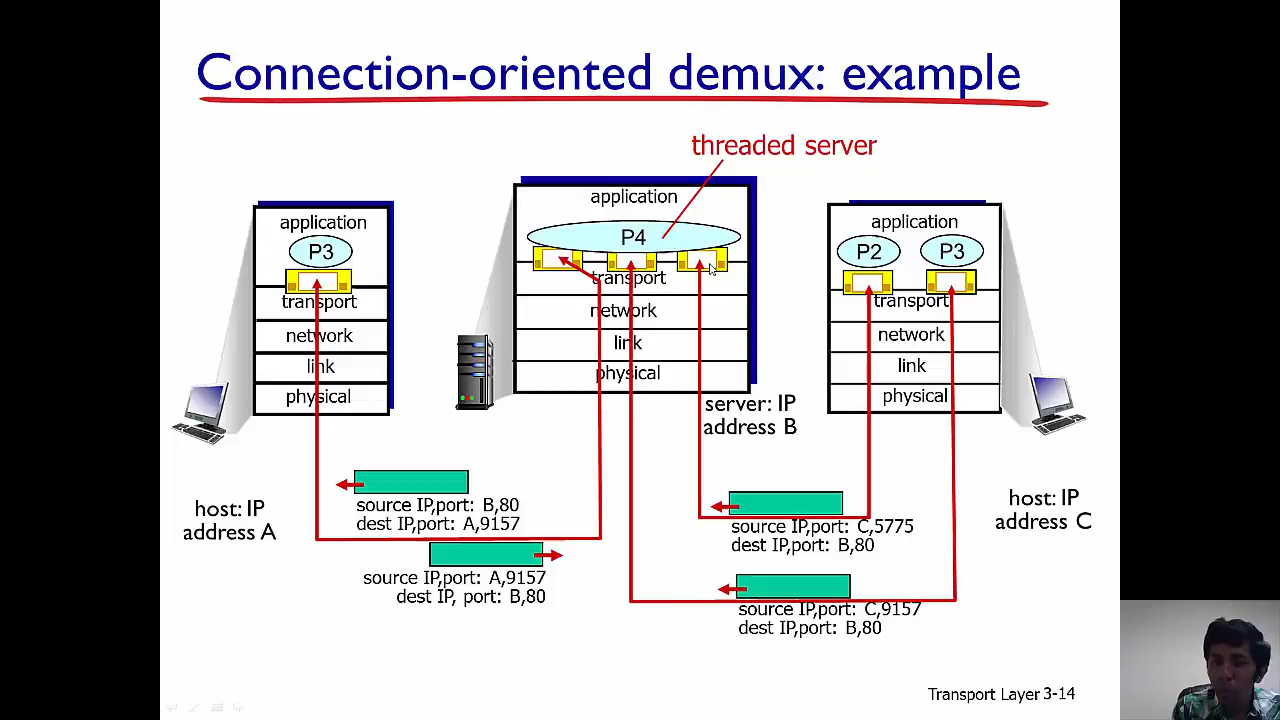 Connection-oriented demux: example
threaded server
application
P3
transport
network
link
physical
application
P4
transport
network
link
physical
application
P2 P3
transport
network
link
physical
server: IP
address B
host: IP
address A
host: IP
address C
source IP,port: B,80
dest IP,port: A,9157
source IP,port: A,9157
dest IP, port: B,80
source IP,port: C,5775
dest IP,port: B,80
source IP,port: C,9157
dest IP,port: B,80
Transport Layer 3-14